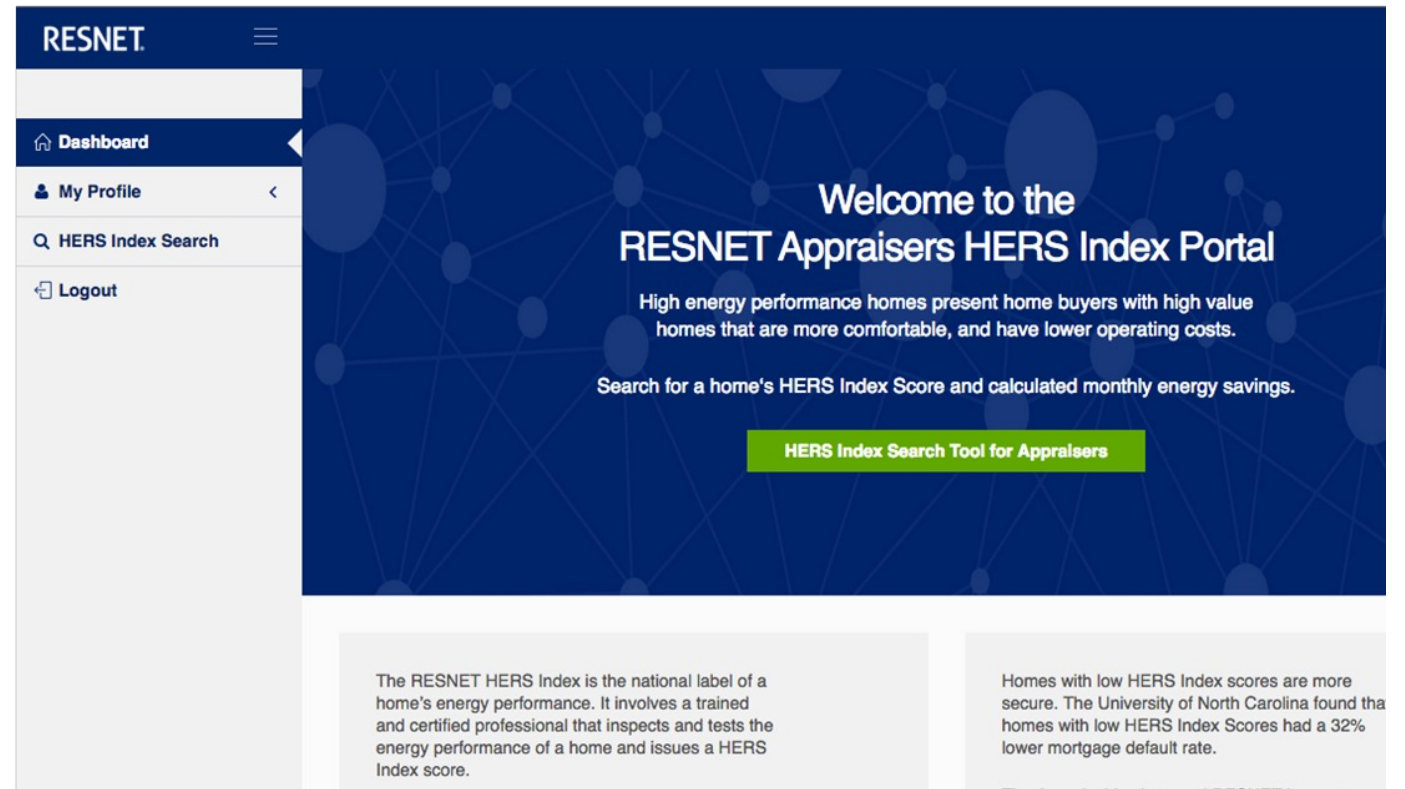 RESNET.
Dashboard
My Profile
HERS Index Search
Logout
Welcome to the
RESNET Appraisers HERS Index Portal
High energy performance homes present home buyers with high value
homes that are more comfortable, and have lower operating costs.
Search for a home's HERS Index Score and calculated monthly energy savings.
HERS Index Search Tool for Appraisers
The RESNET HERS Index is the national label of a
home's energy performance. It involves a trained
and certified professional that inspects and tests the
energy performance of a home and issues a HERS
Index score.
Homes with low HERS Index scores are more
secure. The University of North Carolina found tha
homes with low HERS Index Scores had a 32%
lower mortgage default rate.